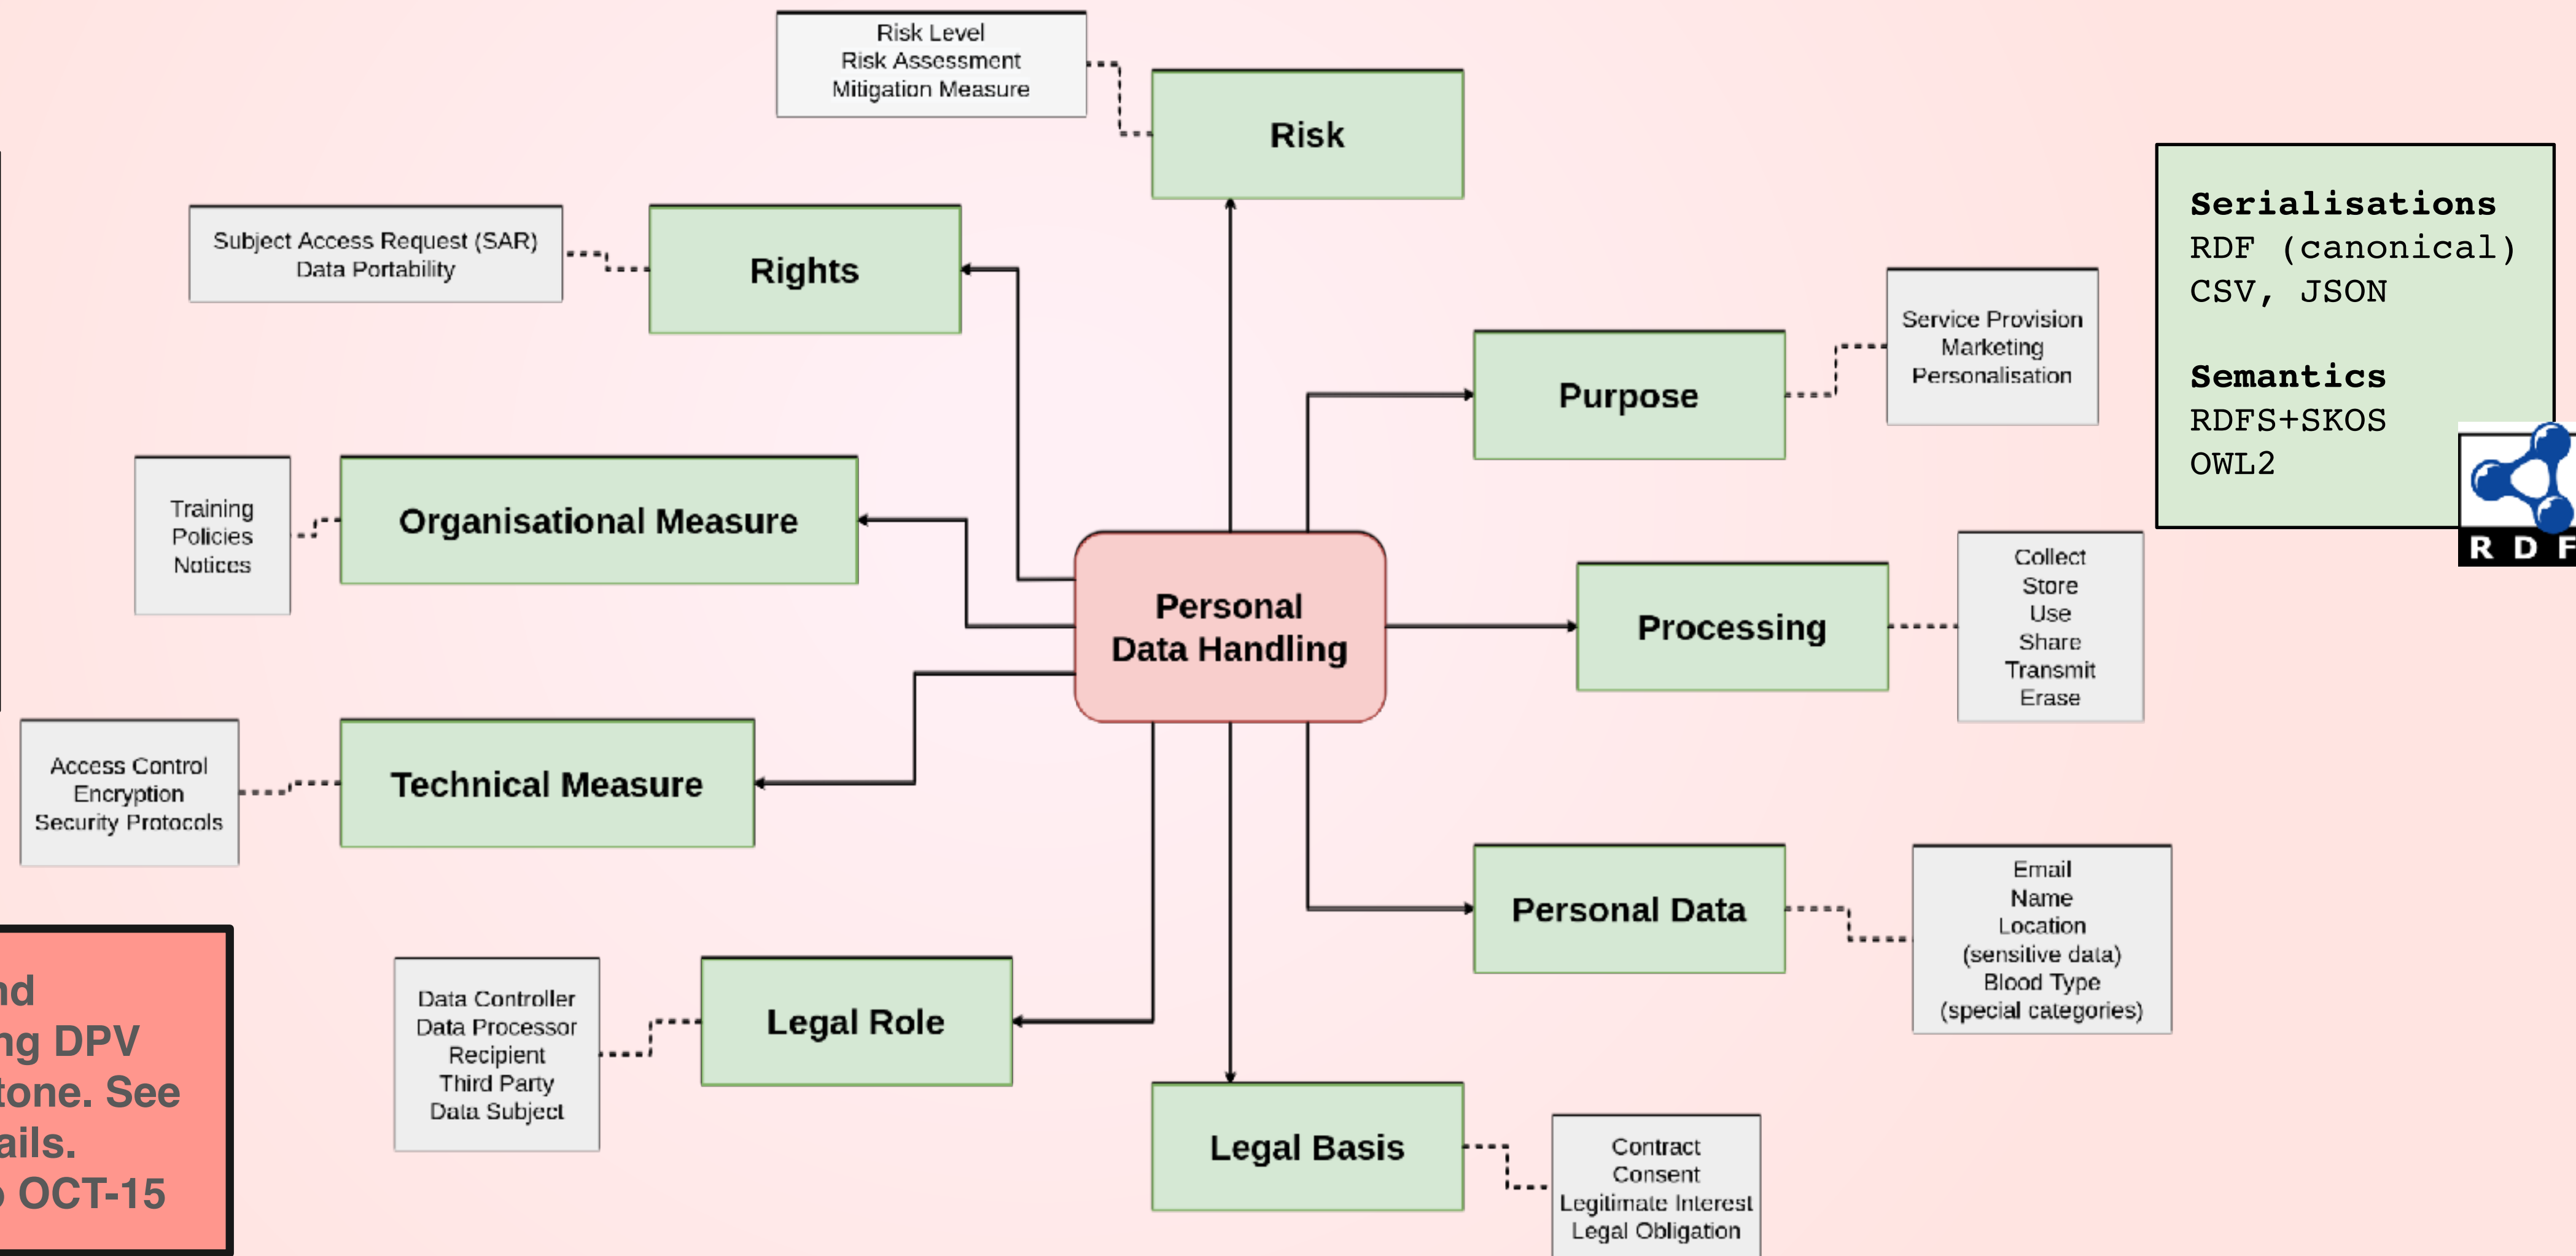 Risk Level
Risk Assessment
Mitigation Measure
Risk
Subject Access Request (SAR)
Data Portability
Rights
Serialisations
RDF (canonical)
CSV, JSON
Semantics
RDFS+SKOS
OWL2
RDF
Purpose
Service Provision
Marketing
Personalisation
Training
Policies
Notices
Organisational Measure
Personal
Data Handling
Processing
Collect
Store
Use
Share
Transmit
Erase
Access Control
Encryption
Security Protocols
Technical Measure
Personal Data
Email
Name
Location
(sensitive data)
Blood Type
(special categories)
DPV
See
OCT-15
Data Controller
Data Processor
Recipient
Third Party
Data Subject
Legal Role
Legal Basis
Contract
Consent
Legitimate Interest
Legal Obligation